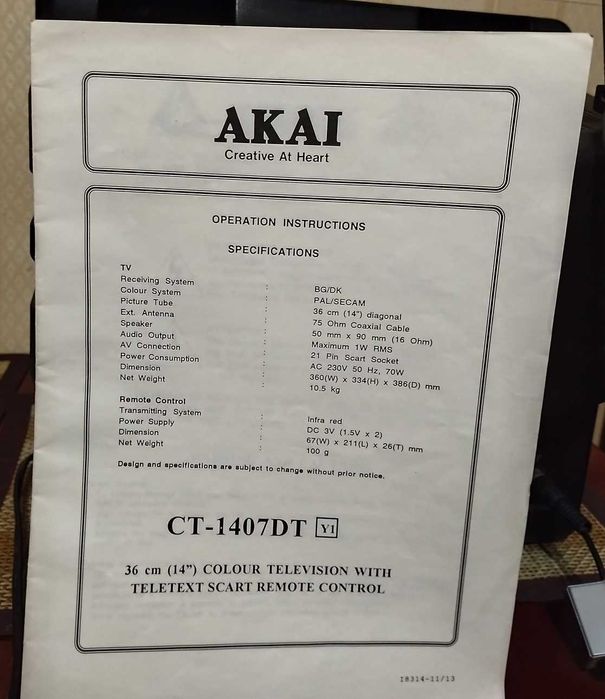 AKAI
Creative At Heart
OPERATION INSTRUCTIONS
SPECIFICATIONS
TV
Receiving System : BG/DK
Colour System : PAL/SECAM
Picture Tube : 36 cm (14") diagonal
Ext. Antenna : 75 Ohm Coaxial Cable
Speaker : 50 mm x 90 mm (16 Ohm)
Audio Output : Maximum 1W RMS
AV Connection : 21 Pin Scart Socket
Power Consumption : AC 230V 50 Hz, 70W
Dimension : 360(W) x 334(H) x 386(D) mm
Net Weight : 10.5 kg
Remote Control
Transmitting System : Infra red
Power Supply : DC 3V (1.5V x 2)
Dimension : 67(W) x 211(L) x 26(T) mm
Net Weight : 100 g
Design and specifications are subject to change without prior notice.
CT-1407DT Y1
36 cm (14") COLOUR TELEVISION WITH
TELETEXT SCART REMOTE CONTROL
I8314-11/13